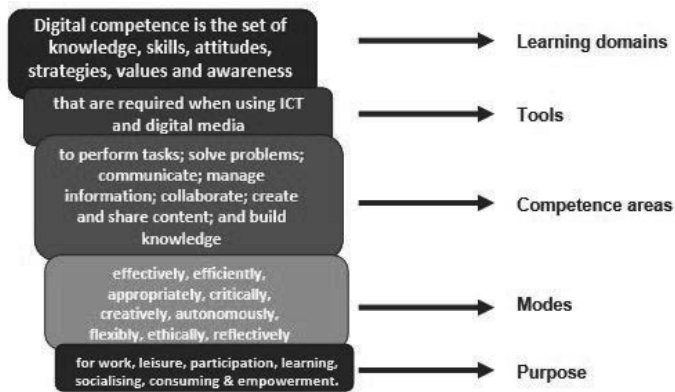 Digital competence is the set of
knowledge, skills, attitudes,
strategies, values and awareness
Learning domains
that are required when using ICT
and digital media
Tools
to perform tasks; solve problems;
communicate; manage
information; collaborate; create
and share content; and build
knowledge
Competence areas
effectively, efficiently,
appropriately, critically,
creatively, autonomously,
flexibly, ethically, reflectively
Modes
for work, leisure, participation, learning,
socialising, consuming & empowerment.
Purpose